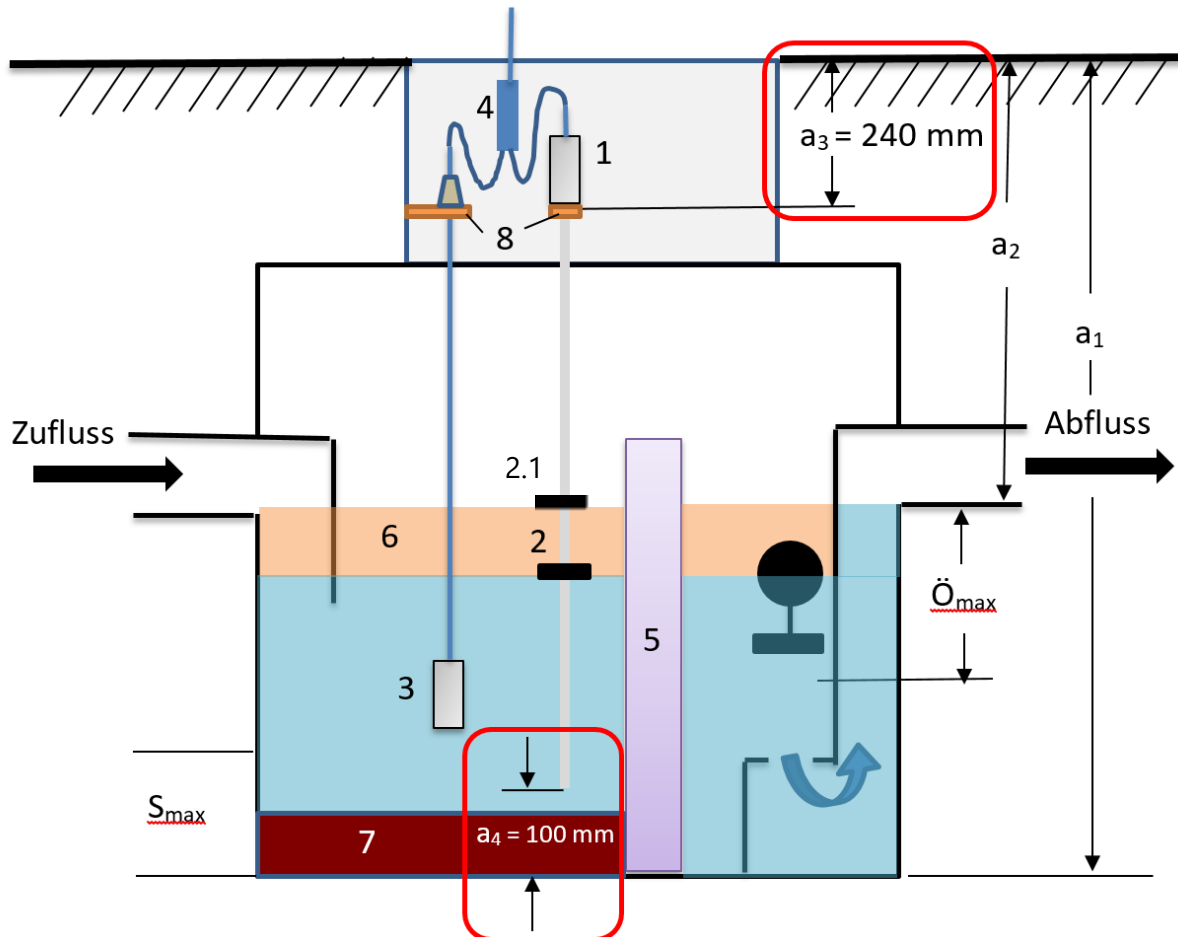 4
1
a3 = 240 mm
8
a2
a1
Zufluss
Abfluss
2.1
6
2
Ömax
5
3
Smax
7
a4 = 100 mm